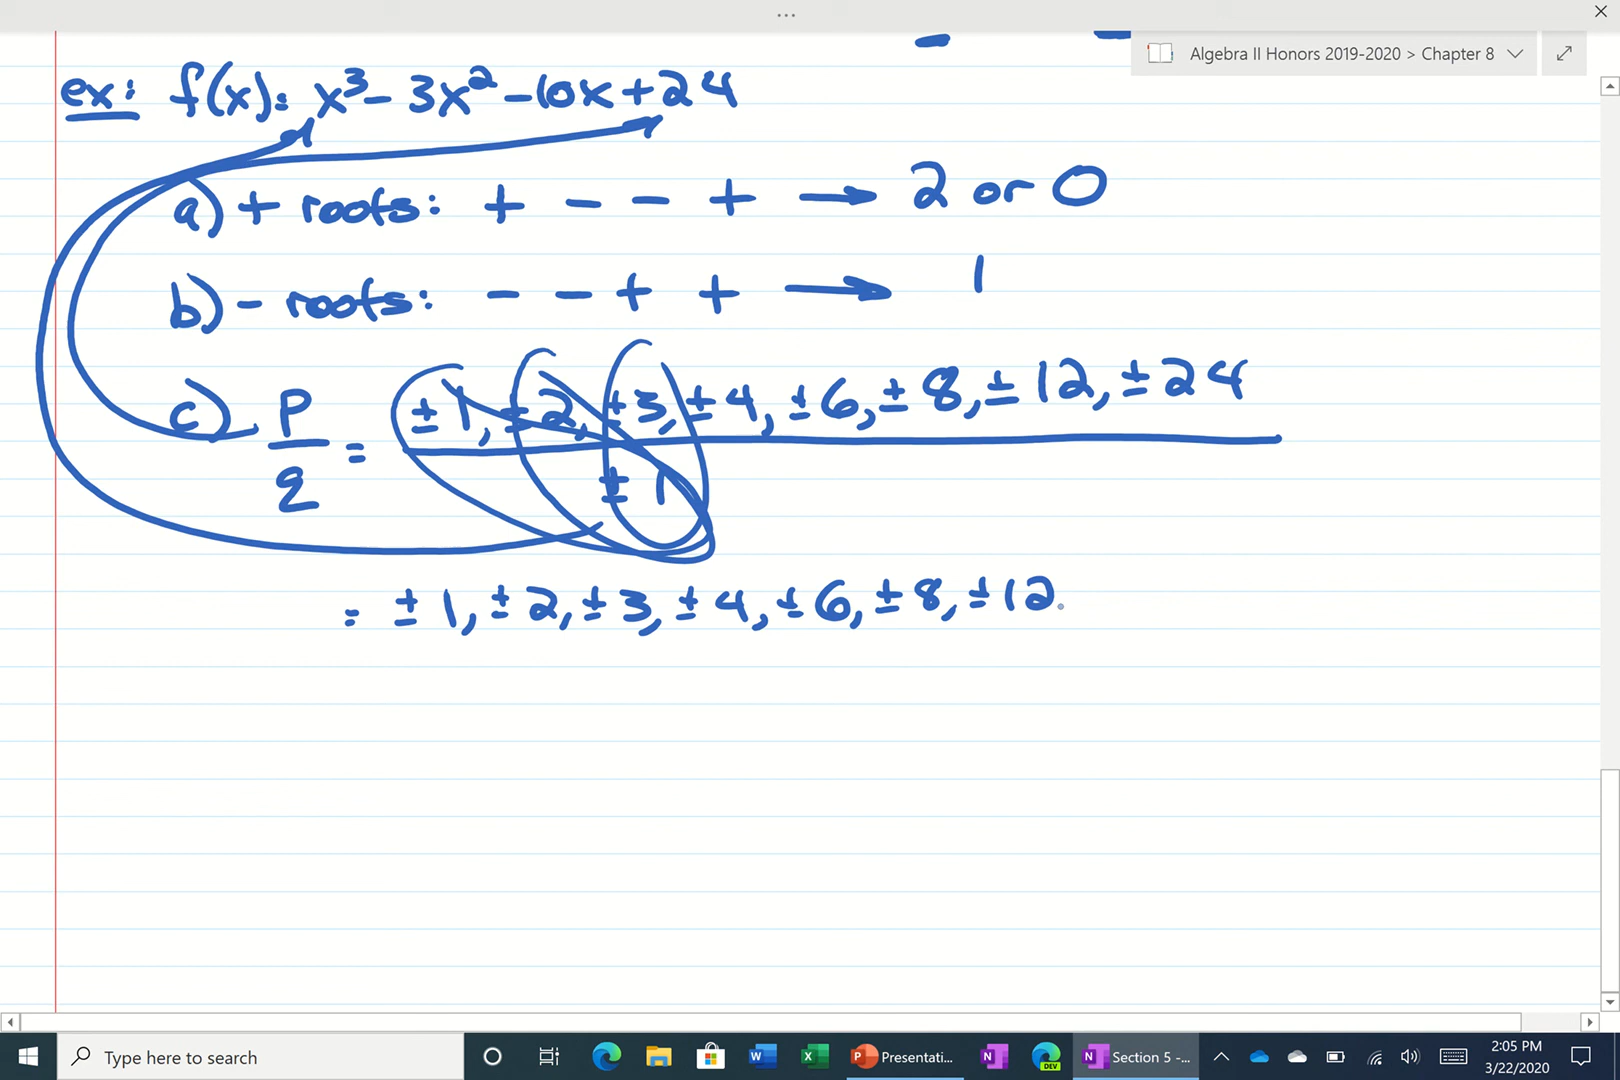 Algebra II Honors 2019-2020 > Chapter 8
ex: f(x)= x³ - 3x² - 10x + 24
a) + roots: + - - + → 2 or 0
b) - roots: - - + + → 1
c) p/q = ±1, ±2, ±3, ±4, ±6, ±8, ±12, ±24 / ±1
= ±1, ±2, ±3, ±4, ±6, ±8, ±12
Type here to search
DEV
Presentati...
Section 5 -...
2:05 PM
3/22/2020